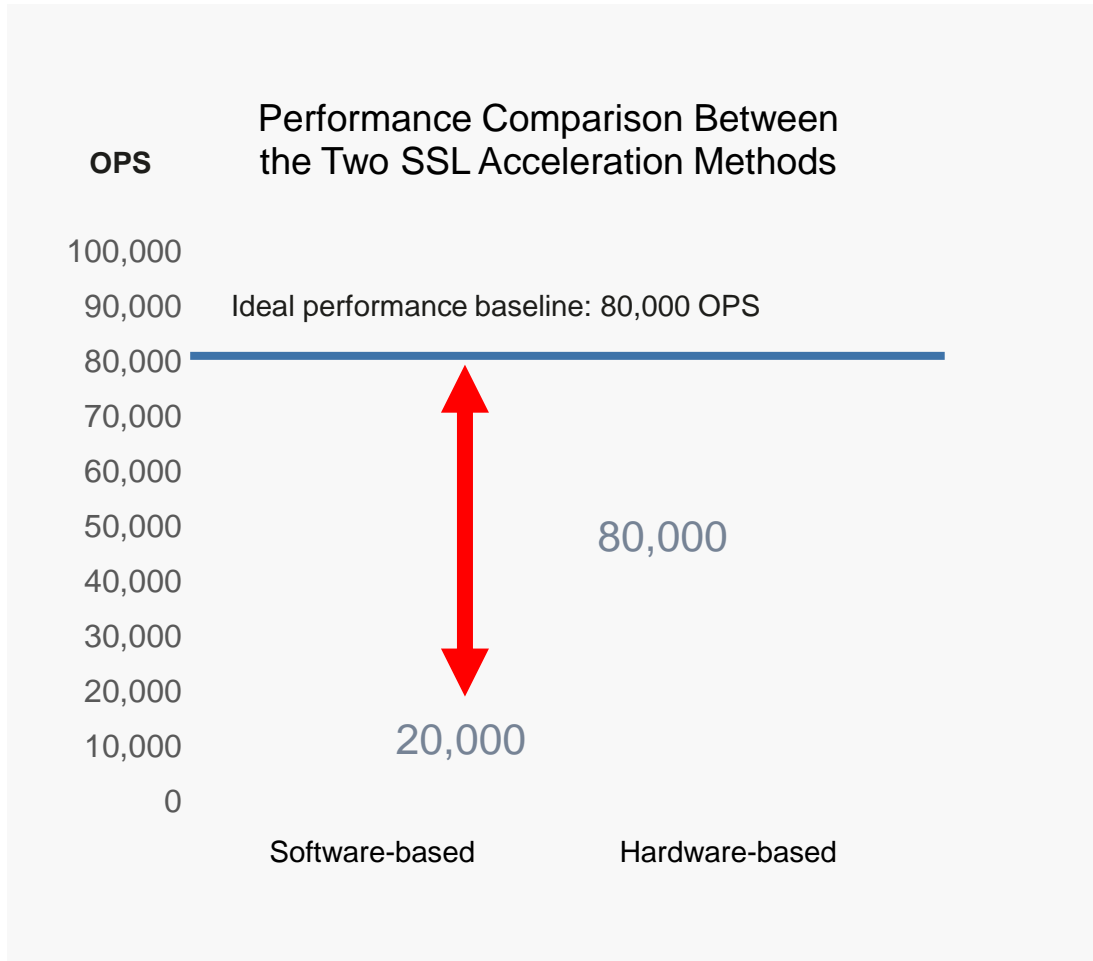 Performance Comparison Between
the Two SSL Acceleration Methods
OPS
100,000
90,000
Ideal performance baseline: 80,000 OPS
80,000
70,000
60,000
50,000
80,000
40,000
30,000
20,000
10,000
20,000
0
Software-based
Hardware-based